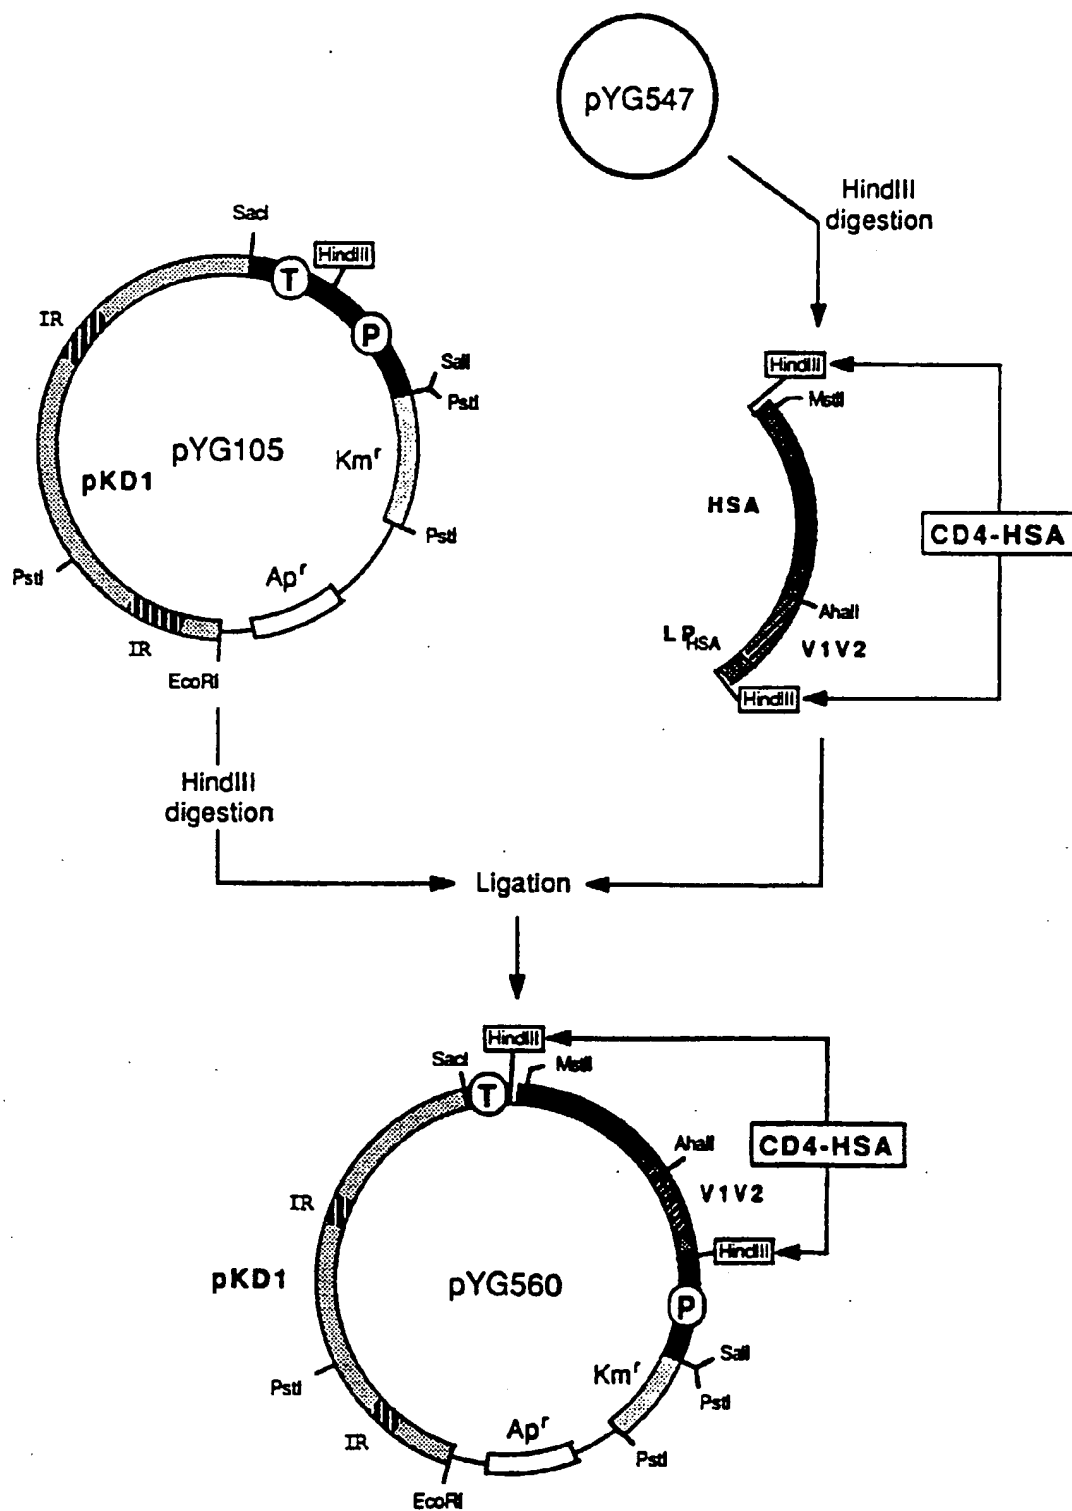 pYG547
HindIII
digestion
SacI
HindIII
T
IR
P
SalI
PstI
pYG105
Kmʳ
pKD1
PstI
PstI
Apʳ
IR
EcoRI
HindIII
MstII
HSA
CD4-HSA
AhaII
LPHSA
V1V2
HindIII
HindIII
digestion
Ligation
HindIII
SacI
MstII
T
AhaII
CD4-HSA
V1V2
IR
HindIII
pKD1
pYG560
P
SalI
Kmʳ
PstI
PstI
Apʳ
IR
PstI
EcoRI